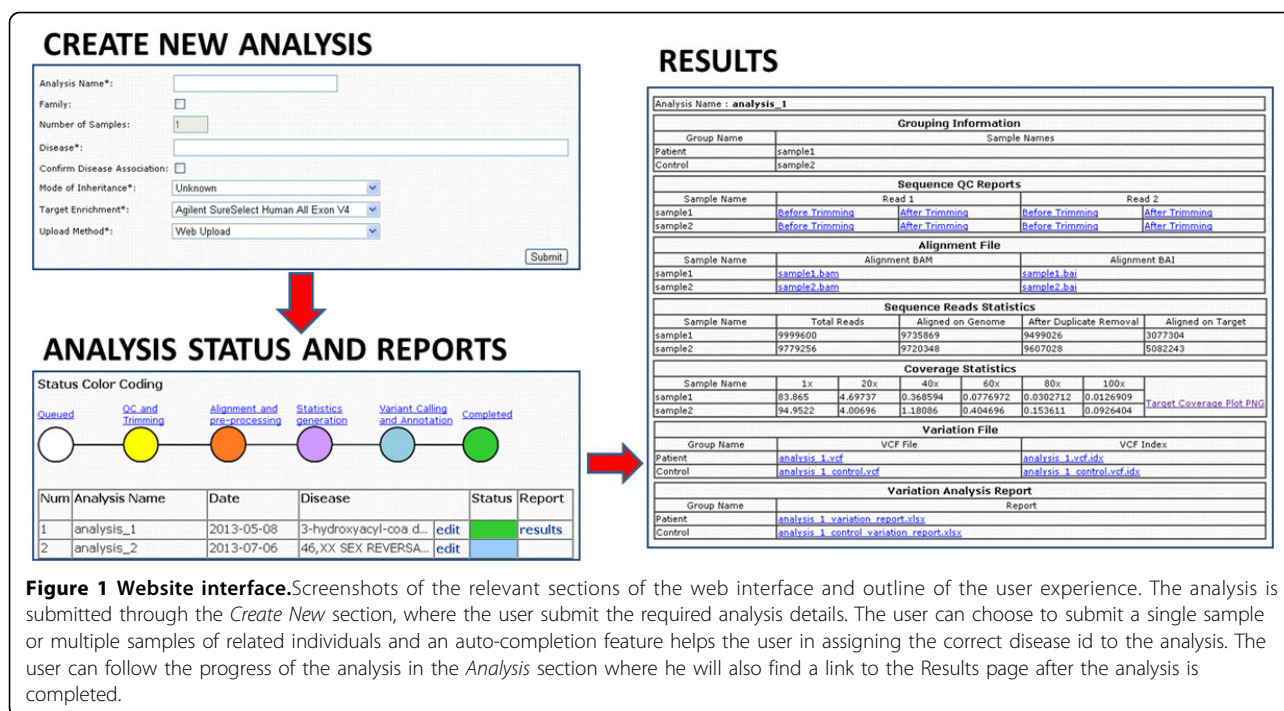 CREATE NEW ANALYSIS
Analysis Name*:
Family:
Number of Samples: 1
Disease*:
Confirm Disease Association:
Mode of Inheritance*: Unknown
Target Enrichment*: Agilent SureSelect Human All Exon V4
Upload Method*: Web Upload
Submit
ANALYSIS STATUS AND REPORTS
Status Color Coding
Queued QC and Trimming Alignment and pre-processing Statistics generation Variant Calling and Annotation Completed
Num Analysis Name Date Disease Status Report
1 analysis_1 2013-05-08 3-hydroxyacyl-coa d... edit results
2 analysis_2 2013-07-06 46,XX SEX REVERSA... edit
RESULTS
Analysis Name : analysis_1
Grouping Information
Group Name Sample Names
Patient sample1
Control sample2
Sequence QC Reports
Sample Name Read 1 Read 2
sample1 Before Trimming After Trimming Before Trimming After Trimming
sample2 Before Trimming After Trimming Before Trimming After Trimming
Alignment File
Sample Name Alignment BAM Alignment BAI
sample1 sample1.bam sample1.bai
sample2 sample2.bam sample2.bai
Sequence Reads Statistics
Sample Name Total Reads Aligned on Genome After Duplicate Removal Aligned on Target
sample1 9999600 9735869 9499026 3077304
sample2 9779256 9720348 9607028 5082243
Coverage Statistics
Sample Name 1x 20x 40x 60x 80x 100x
sample1 83.865 4.69737 0.368594 0.0776972 0.0302712 0.0126909 Target Coverage Plot PNG
sample2 94.9522 4.00696 1.18086 0.404696 0.153611 0.0926404
Variation File
Group Name VCF File VCF Index
Patient analysis_1.vcf analysis_1.vcf.idx
Control analysis_1_control.vcf analysis_1_control.vcf.idx
Variation Analysis Report
Group Name Report
Patient analysis_1_variation_report.xlsx
Control analysis_1_control_variation_report.xlsx
Figure 1 Website interface.Screenshots of the relevant sections of the web interface and outline of the user experience. The analysis is
submitted through the Create New section, where the user submit the required analysis details. The user can choose to submit a single sample
or multiple samples of related individuals and an auto-completion feature helps the user in assigning the correct disease id to the analysis. The
user can follow the progress of the analysis in the Analysis section where he will also find a link to the Results page after the analysis is
completed.